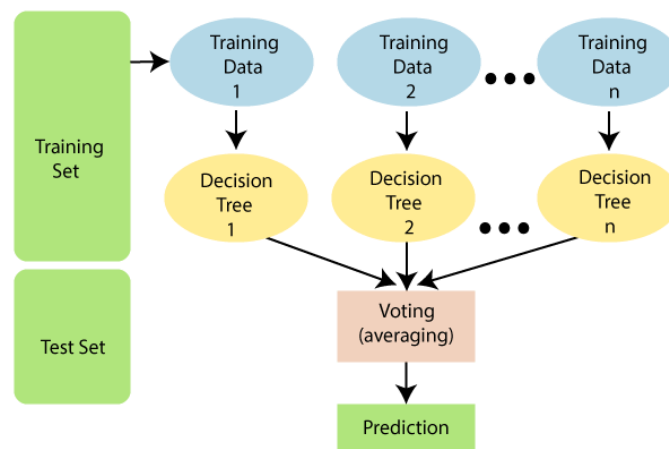 Training
Set
Training
Data
1
Training
Data
2
Training
Data
n
Decision
Tree
1
Decision
Tree
2
Decision
Tree
n
Test Set
Voting
(averaging)
Prediction